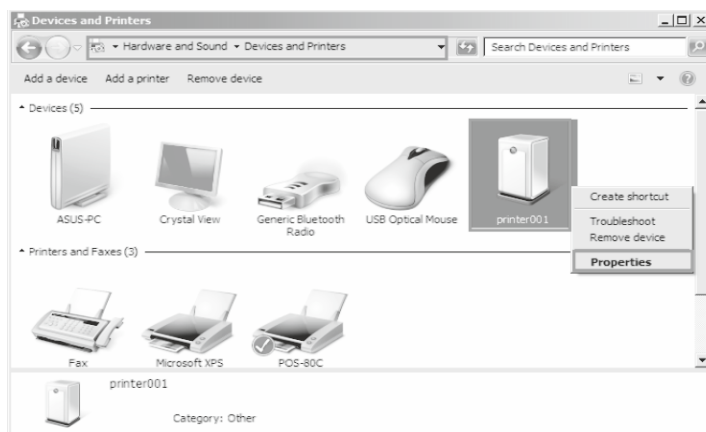 Devices and Printers
Hardware and Sound Devices and Printers
Search Devices and Printers
Add a device Add a printer Remove device
Devices (5)
ASUS-PC
Crystal View
Generic Bluetooth
Radio
USB Optical Mouse
printer001
Create shortcut
Troubleshoot
Remove device
Properties
Printers and Faxes (3)
Fax
Microsoft XPS
POS-80C
printer001
Category: Other